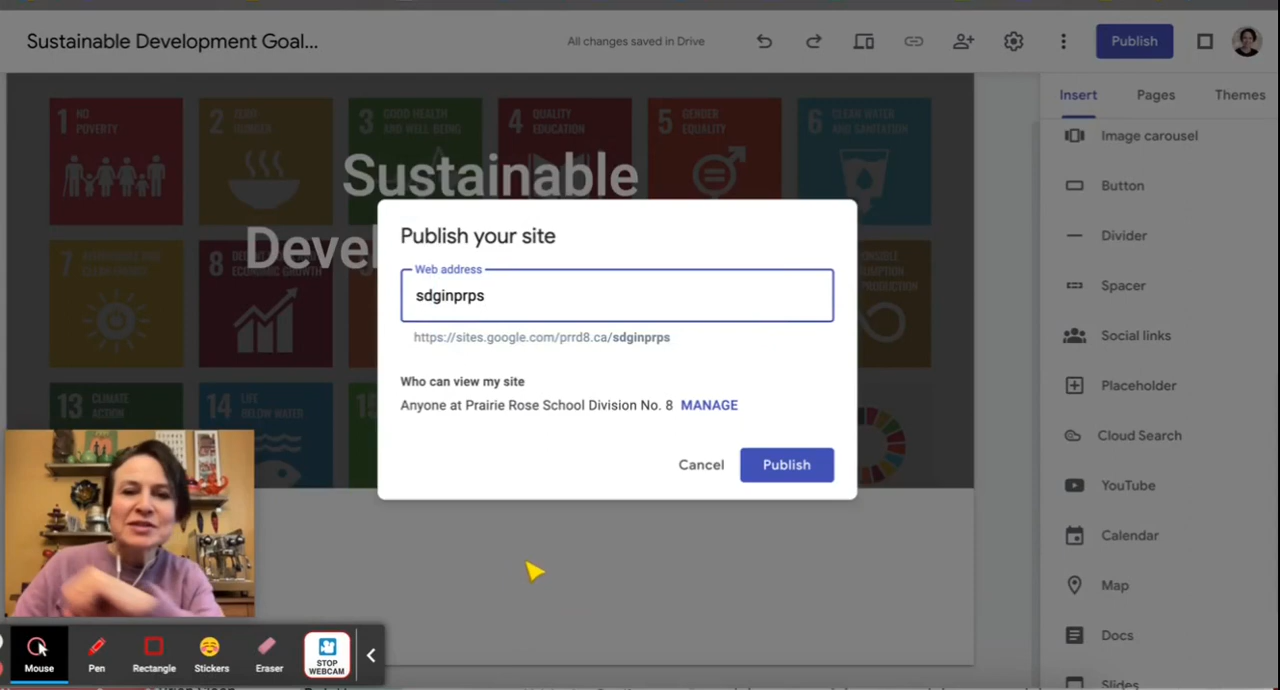 Sustainable Development Goal...
All changes saved in Drive
Publish
Insert
Pages
Themes
1 NO POVERTY
2 ZERO HUNGER
3 GOOD HEALTH AND WELL-BEING
4 QUALITY EDUCATION
5 GENDER EQUALITY
6 CLEAN WATER AND SANITATION
Sustainable
Devel
7
8
ECONOMIC GROWTH
13 CLIMATE ACTION
14 LIFE BELOW WATER
15
Publish your site
Web address
sdginprps
https://sites.google.com/prrd8.ca/sdginprps
Who can view my site
Anyone at Prairie Rose School Division No. 8 MANAGE
Cancel
Publish
Image carousel
Button
Divider
Spacer
Social links
Placeholder
Cloud Search
YouTube
Calendar
Map
Docs
Slides
Mouse
Pen
Rectangle
Stickers
Eraser
STOP
WEBCAM